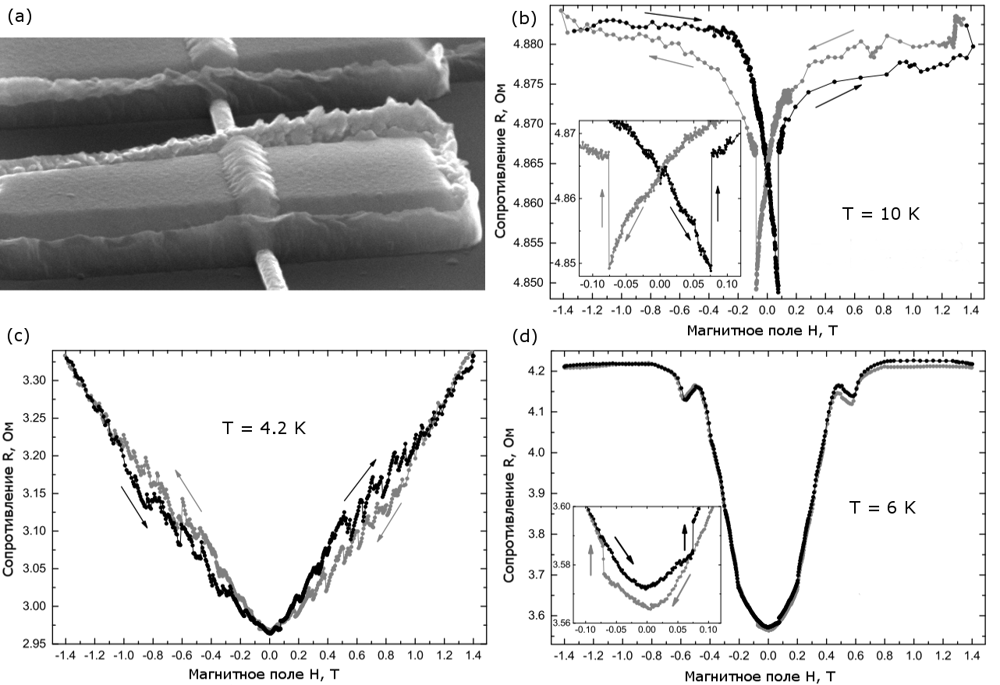 (a)
(b)
4.880
4.875
4.870
4.865
4.860
4.855
4.850
Сопротивление R, Ом
4.87
4.86
4.85
-0.10 -0.05 0.00 0.05 0.10
T = 10 K
-1.4 -1.2 -1.0 -0.8 -0.6 -0.4 -0.2 0.0 0.2 0.4 0.6 0.8 1.0 1.2 1.4
Магнитное поле H, T
(c)
3.30
3.25
3.20
3.15
3.10
3.05
3.00
2.95
Сопротивление R, Ом
T = 4.2 K
-1.4 -1.2 -1.0 -0.8 -0.6 -0.4 -0.2 0.0 0.2 0.4 0.6 0.8 1.0 1.2 1.4
Магнитное поле H, T
(d)
4.2
4.1
4.0
3.9
3.8
3.7
3.6
Сопротивление R, Ом
T = 6 K
3.60
3.58
3.56
-0.10 -0.05 0.00 0.05 0.10
-1.4 -1.2 -1.0 -0.8 -0.6 -0.4 -0.2 0.0 0.2 0.4 0.6 0.8 1.0 1.2 1.4
Магнитное поле H, T